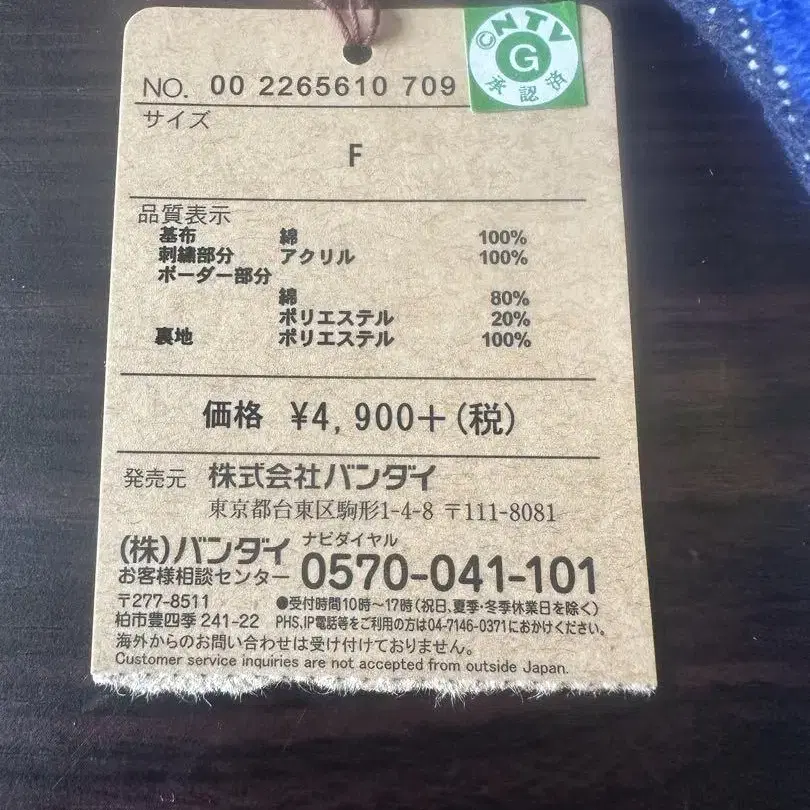 ©NTV
G
承認済
NO. 00 2265610 709
サイズ
F
品質表示
基布 綿 100%
刺繍部分 アクリル 100%
ボーダー部分
綿 80%
ポリエステル 20%
裏地 ポリエステル 100%
価格 ¥4,900+(税)
発売元 株式会社バンダイ
東京都台東区駒形1-4-8 〒111-8081
(株)バンダイ ナビダイヤル
お客様相談センター 0570-041-101
〒277-8511 ●受付時間10時～17時(祝日、夏季・冬季休業日を除く)
柏市豊四季241-22 PHS、IP電話等をご利用の方は04-7146-0371におかけください。
海外からのお問い合わせは受け付けておりません。
Customer service inquiries are not accepted from outside Japan.